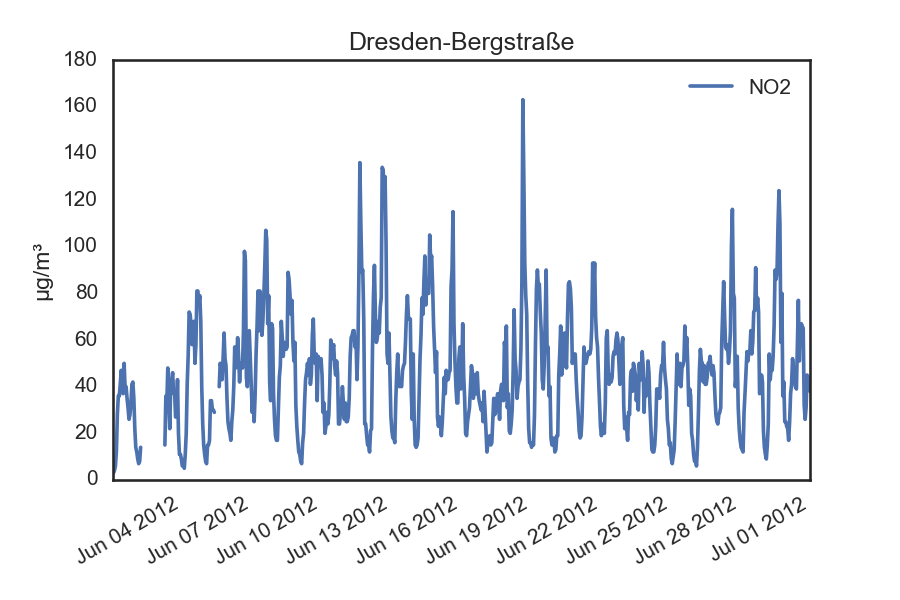 Dresden-Bergstraße
180
160
140
120
100
80
60
40
20
0
µg/m³
NO2
Jun 04 2012
Jun 07 2012
Jun 10 2012
Jun 13 2012
Jun 16 2012
Jun 19 2012
Jun 22 2012
Jun 25 2012
Jun 28 2012
Jul 01 2012